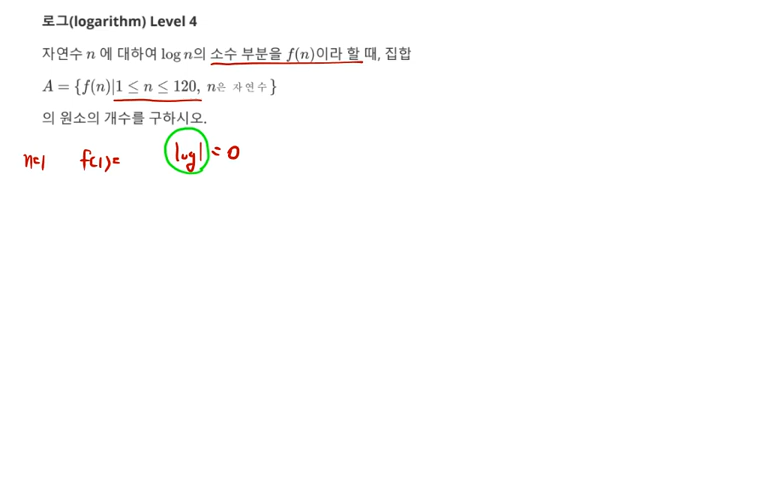 로그(logarithm) Level 4
자연수 n 에 대하여 log n의 소수 부분을 f(n)이라 할 때, 집합
A = {f(n)|1 ≤ n ≤ 120, n은 자연수}
의 원소의 개수를 구하시오.
n=1 f(1)= log1 = 0